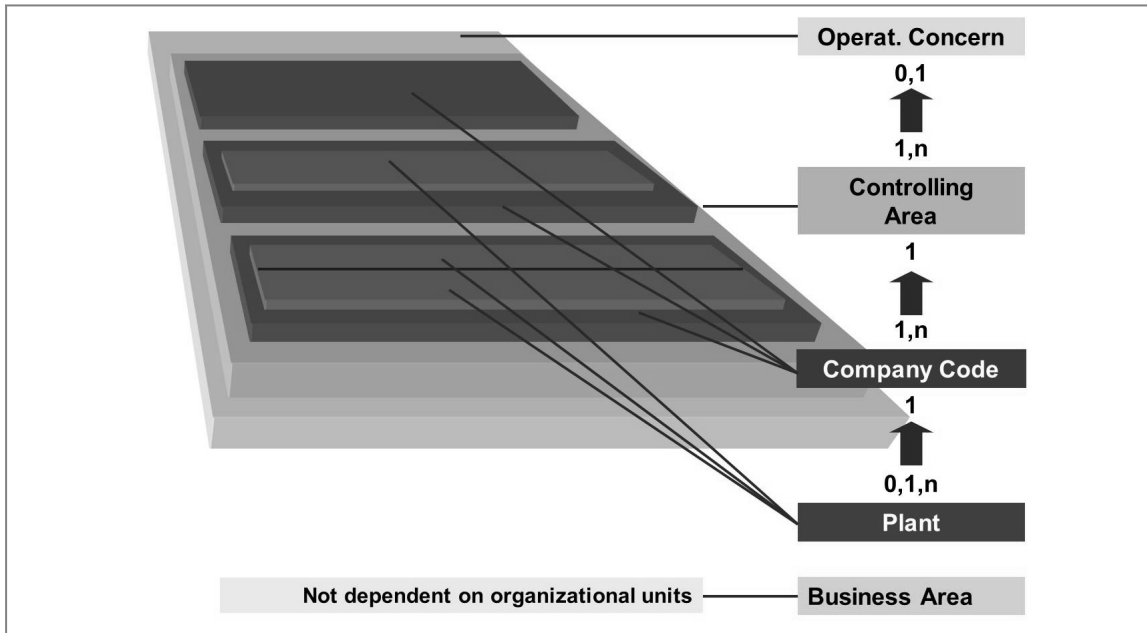 Operat. Concern
0,1
1,n
Controlling
Area
1
1,n
Company Code
1
0,1,n
Plant
Not dependent on organizational units
Business Area